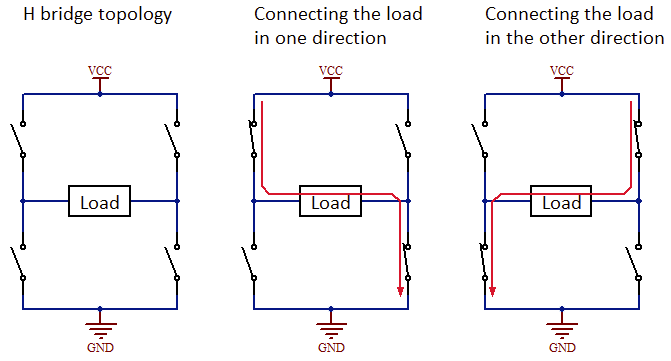 H bridge topology
Connecting the load
in one direction
Connecting the load
in the other direction
VCC
VCC
VCC
Load
Load
Load
GND
GND
GND